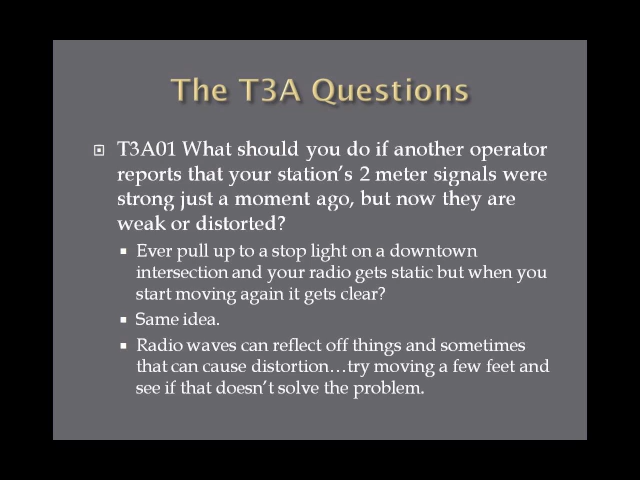 The T3A Questions
T3A01 What should you do if another operator
reports that your station's 2 meter signals were
strong just a moment ago, but now they are
weak or distorted?
Ever pull up to a stop light on a downtown
intersection and your radio gets static but when you
start moving again it gets clear?
Same idea.
Radio waves can reflect off things and sometimes
that can cause distortion…try moving a few feet and
see if that doesn't solve the problem.